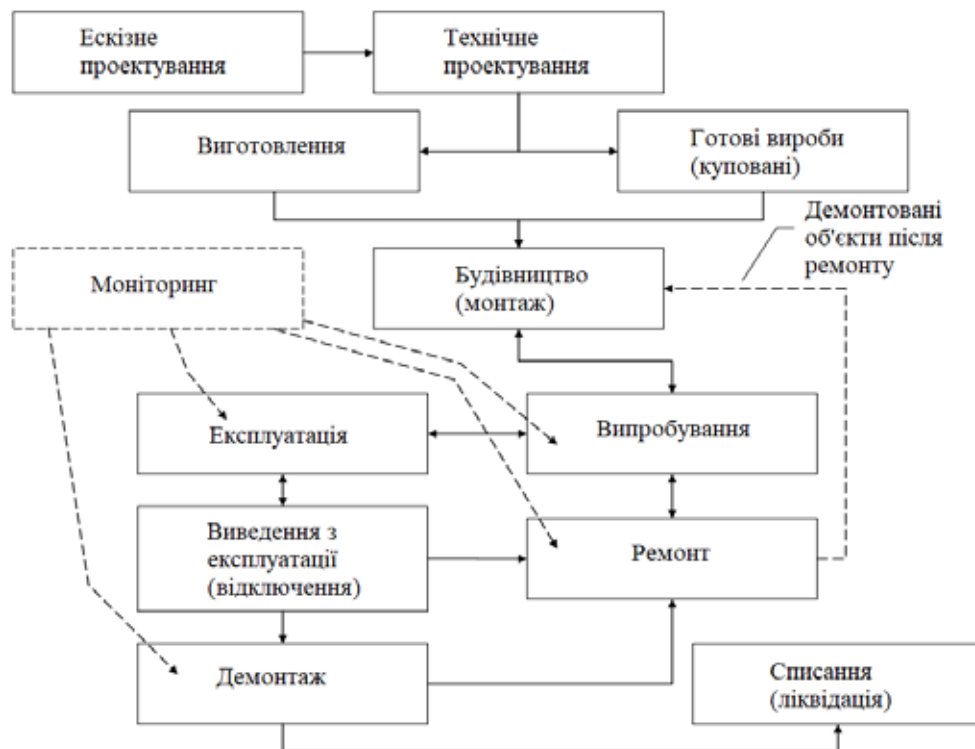 Ескізне
проектування
Технічне
проектування
Виготовлення
Готові вироби
(куповані)
Демонтовані
об'єкти після
ремонту
Моніторинг
Будівництво
(монтаж)
Експлуатація
Випробування
Виведення з
експлуатації
(відключення)
Ремонт
Демонтаж
Списання
(ліквідація)